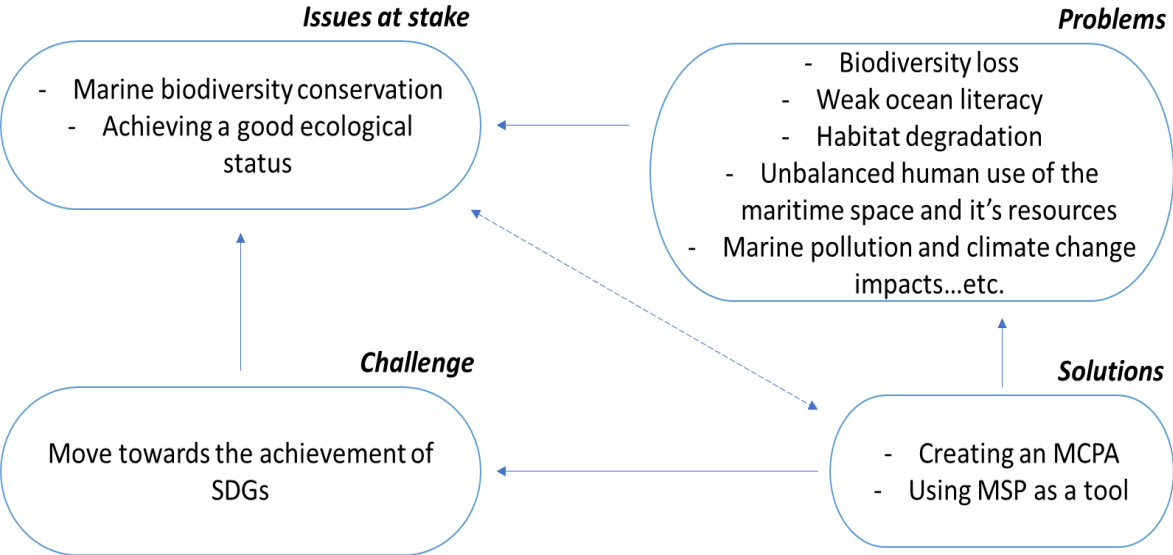 Issues at stake
- Marine biodiversity conservation
- Achieving a good ecological
status
Problems
- Biodiversity loss
- Weak ocean literacy
- Habitat degradation
- Unbalanced human use of the
maritime space and it's resources
- Marine pollution and climate change
impacts...etc.
Challenge
Move towards the achievement of
SDGs
Solutions
- Creating an MCPA
- Using MSP as a tool